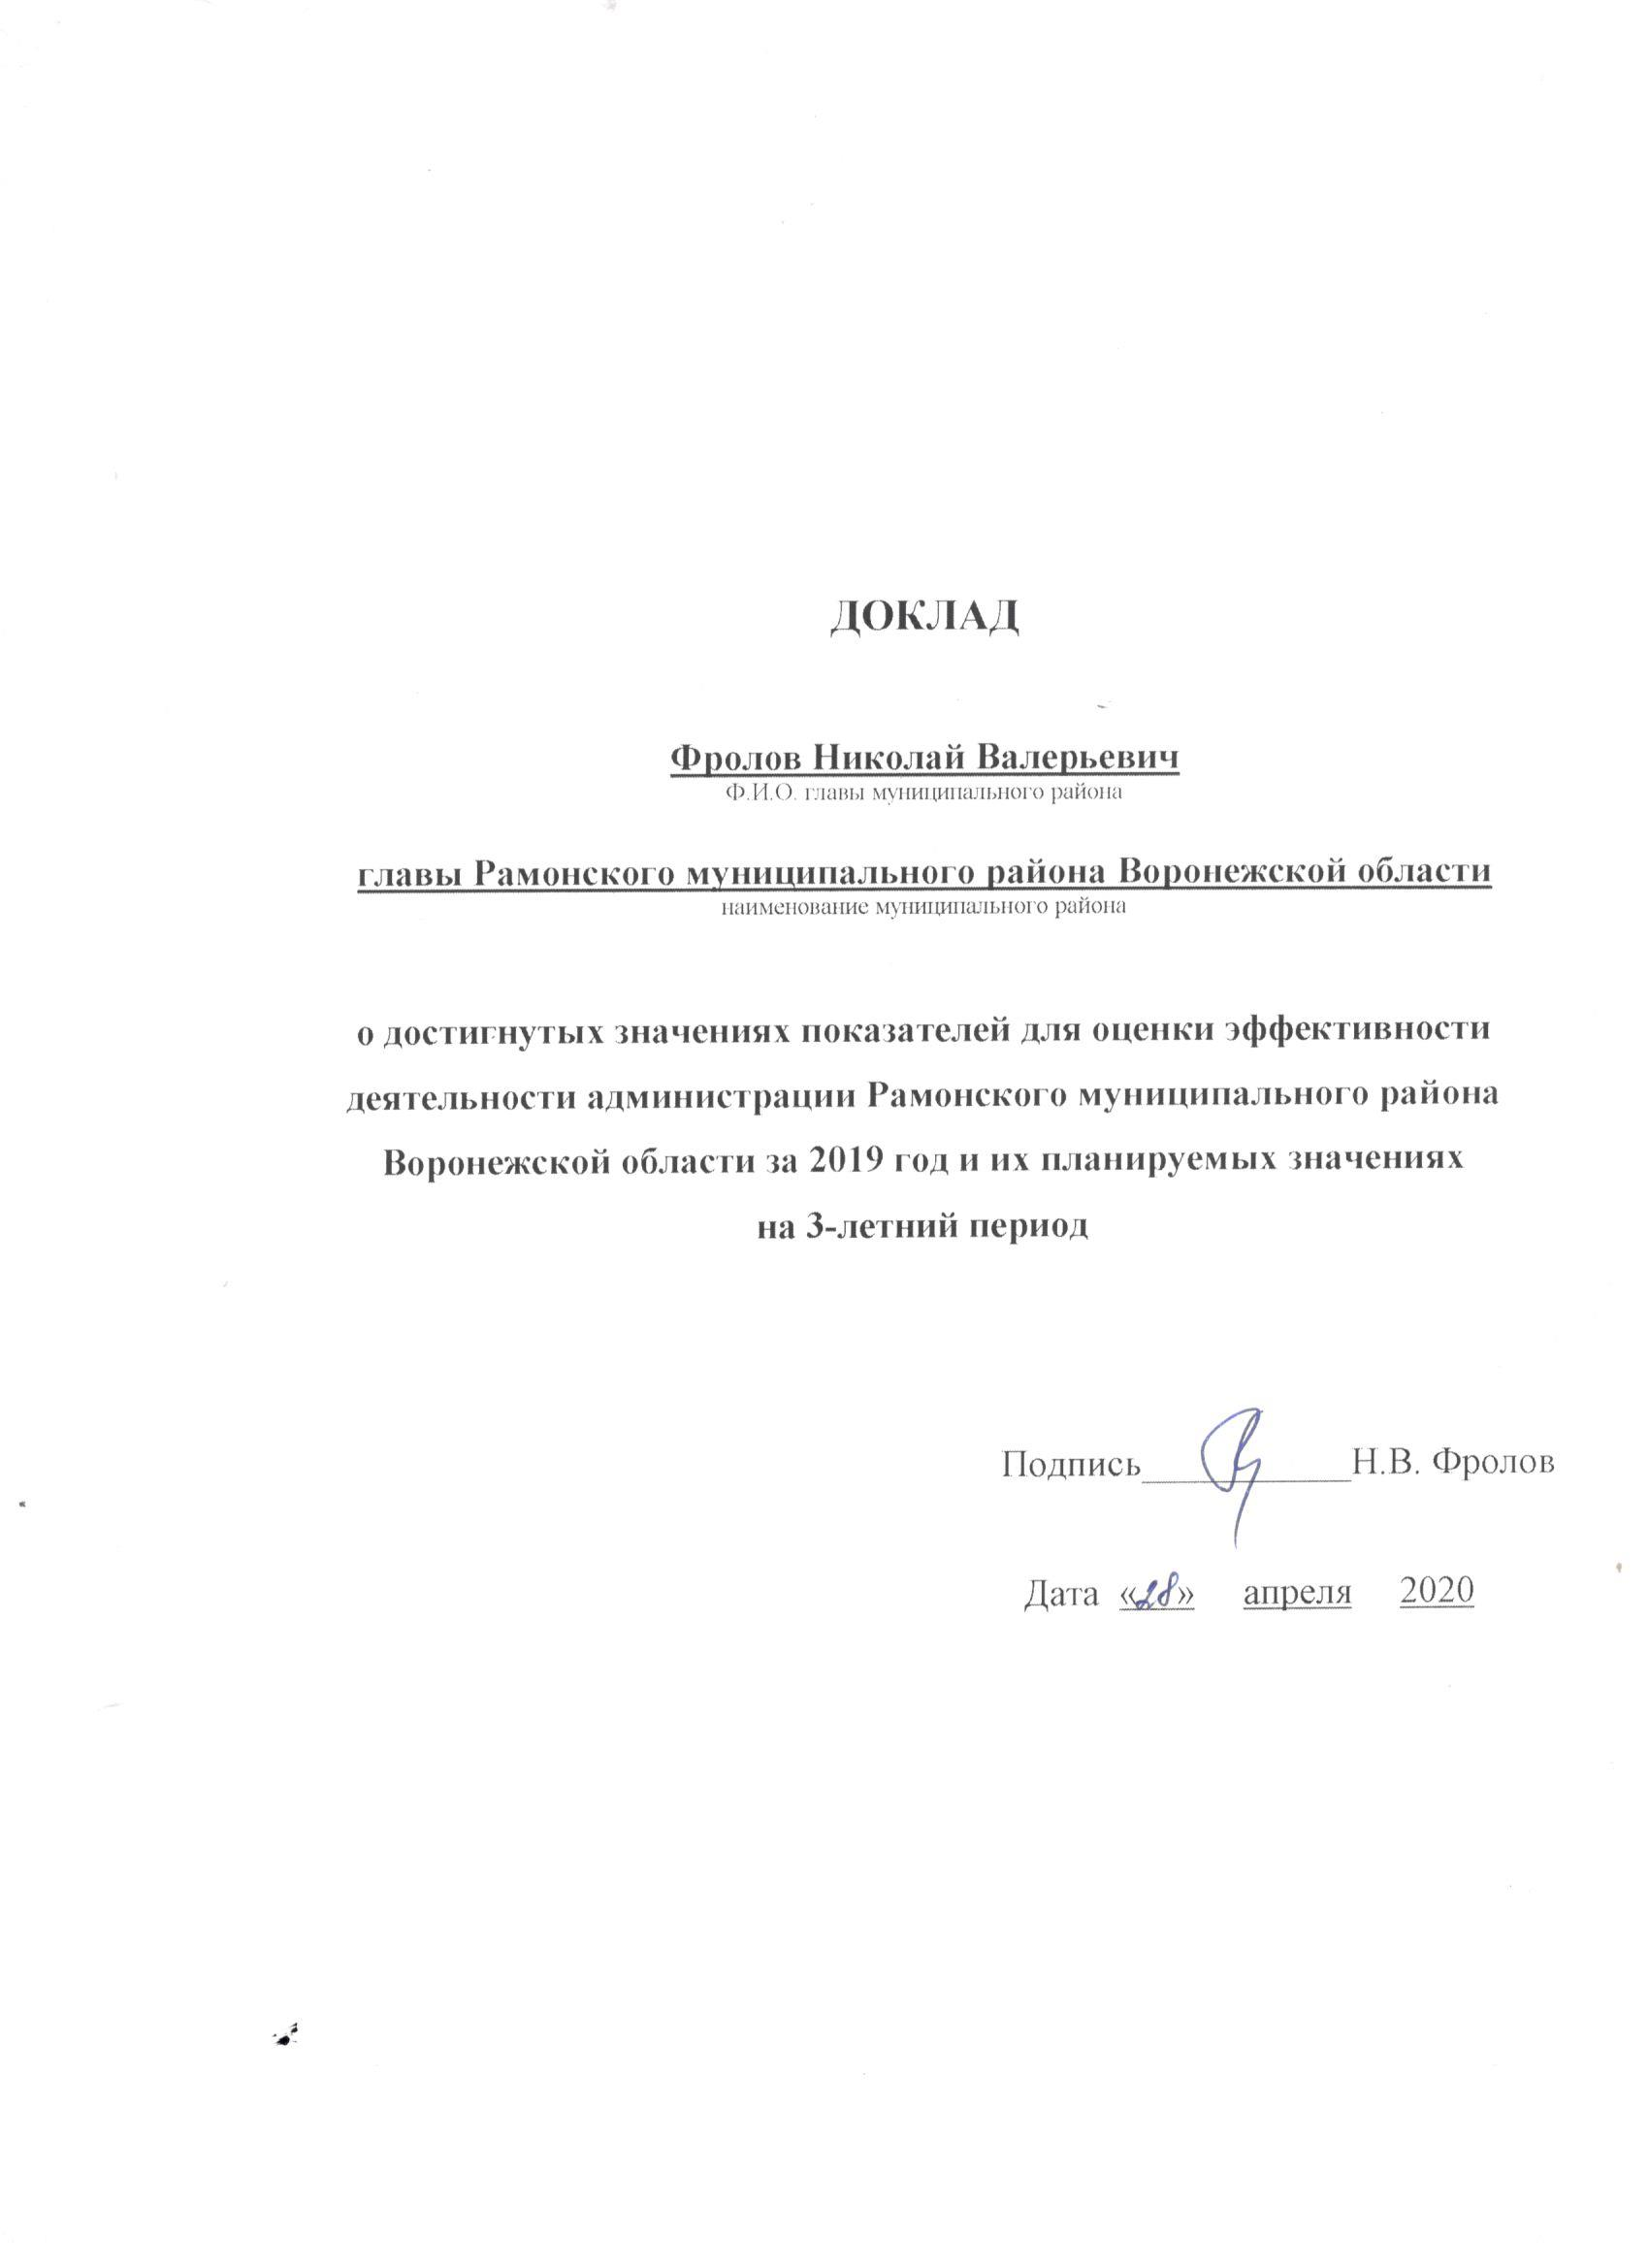 ДОКЛАД
Фролов Николай Валерьевич
Ф.И.О. главы муниципального района
главы Рамонского муниципального района Воронежской области
наименование муниципального района
о достигнутых значениях показателей для оценки эффективности
деятельности администрации Рамонского муниципального района
Воронежской области за 2019 год и их планируемых значениях
на 3-летний период
Подпись___________Н.В. Фролов
Дата «28» апреля 2020